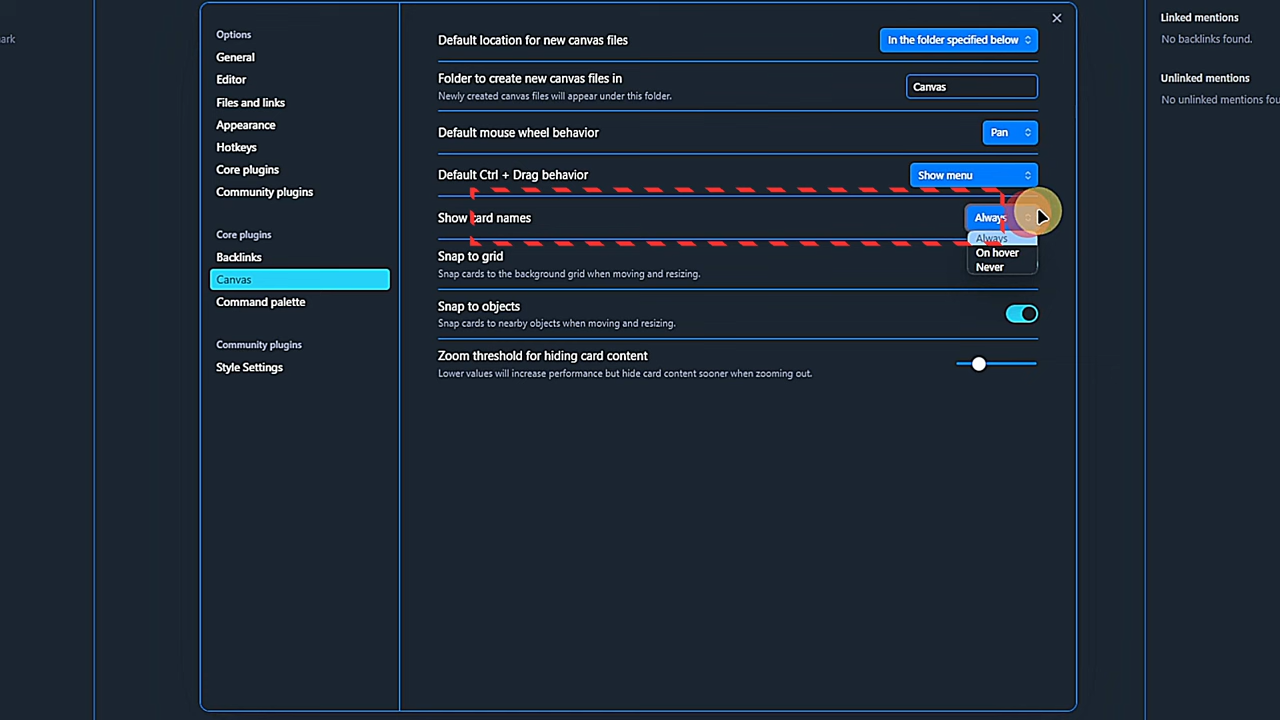 ark
Options
General
Editor
Files and links
Appearance
Hotkeys
Core plugins
Community plugins
Core plugins
Backlinks
Canvas
Command palette
Community plugins
Style Settings
Default location for new canvas files
In the folder specified below
Folder to create new canvas files in
Newly created canvas files will appear under this folder.
Canvas
Default mouse wheel behavior
Pan
Default Ctrl + Drag behavior
Show menu
Show card names
Always
Always
On hover
Never
Snap to grid
Snap cards to the background grid when moving and resizing.
Snap to objects
Snap cards to nearby objects when moving and resizing.
Zoom threshold for hiding card content
Lower values will increase performance but hide card content sooner when zooming out.
Linked mentions
No backlinks found.
Unlinked mentions
No unlinked mentions fou